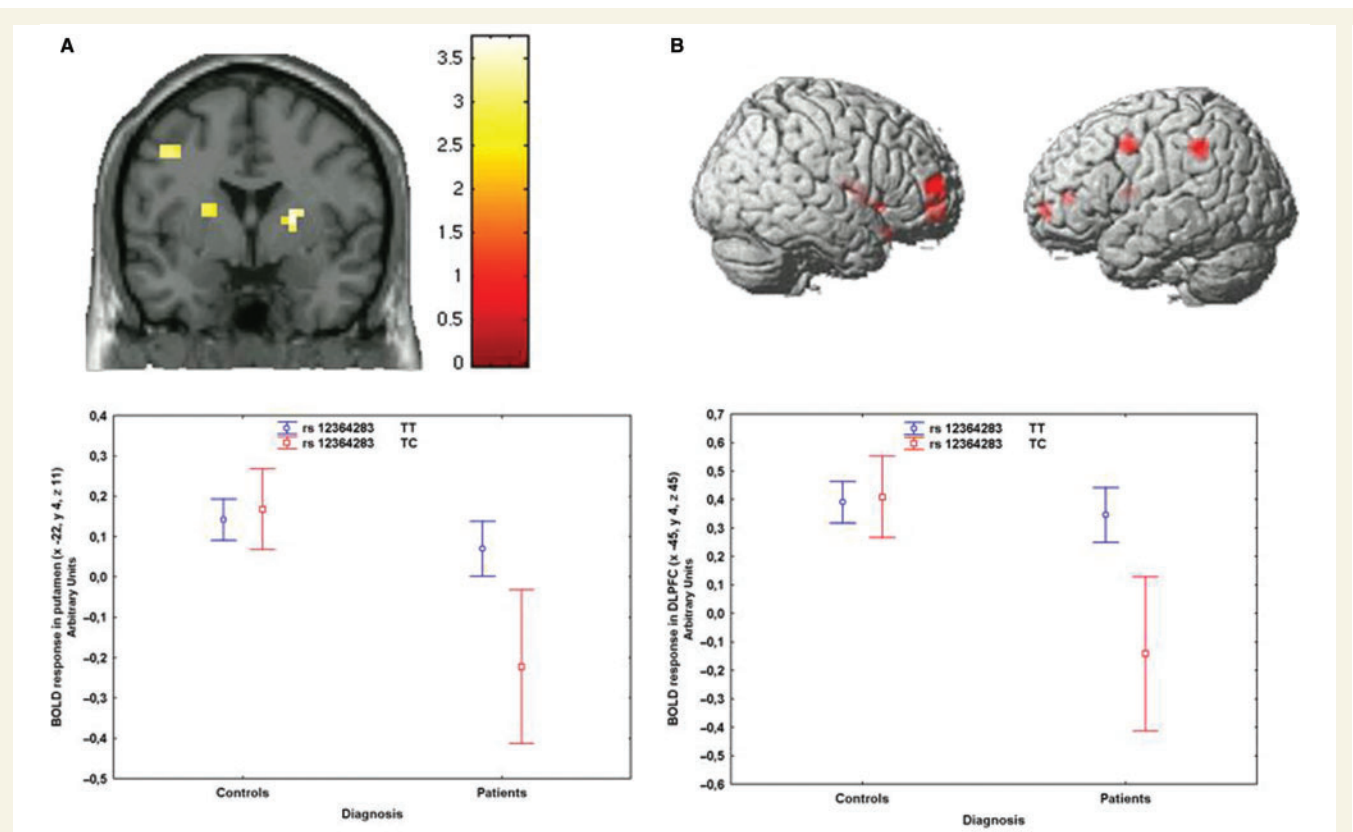 A
3.5
3
2.5
2
1.5
1
0.5
0
B
BOLD response in putamen (x -22, y 4, z 11)
Arbitrary Units
0,4
0,3
0,2
0,1
0,0
–0,1
–0,2
–0,3
–0,4
–0,5
rs 12364283 TT
rs 12364283 TC
Controls
Patients
Diagnosis
BOLD response in DLPFC (x -45, y 4, z 45)
Arbitrary Units
0,7
0,6
0,5
0,4
0,3
0,2
0,1
0,0
–0,1
–0,2
–0,3
–0,4
–0,5
–0,6
rs 12364283 TT
rs 12364283 TC
Controls
Patients
Diagnosis